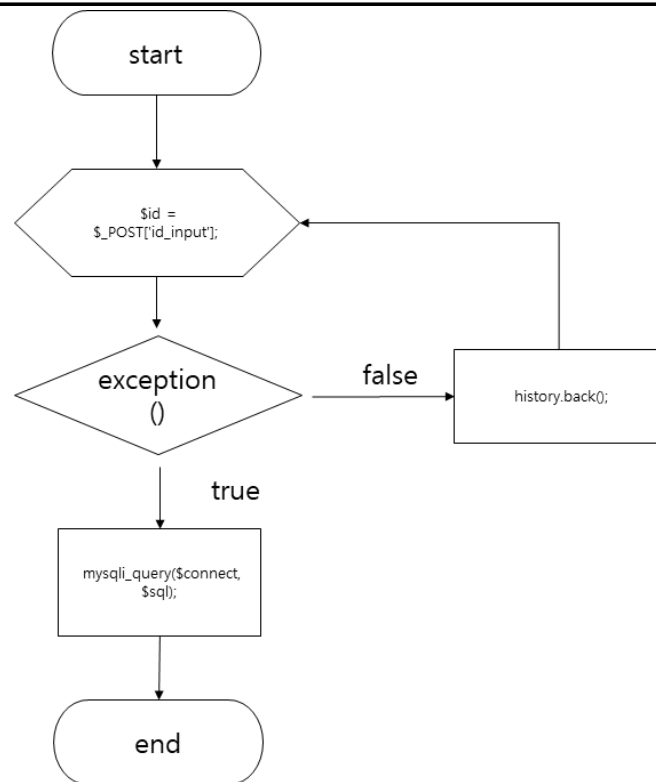 start
$id =
$_POST['id_input'];
exception
()
false
history.back();
true
mysqli_query($connect,
$sql);
end